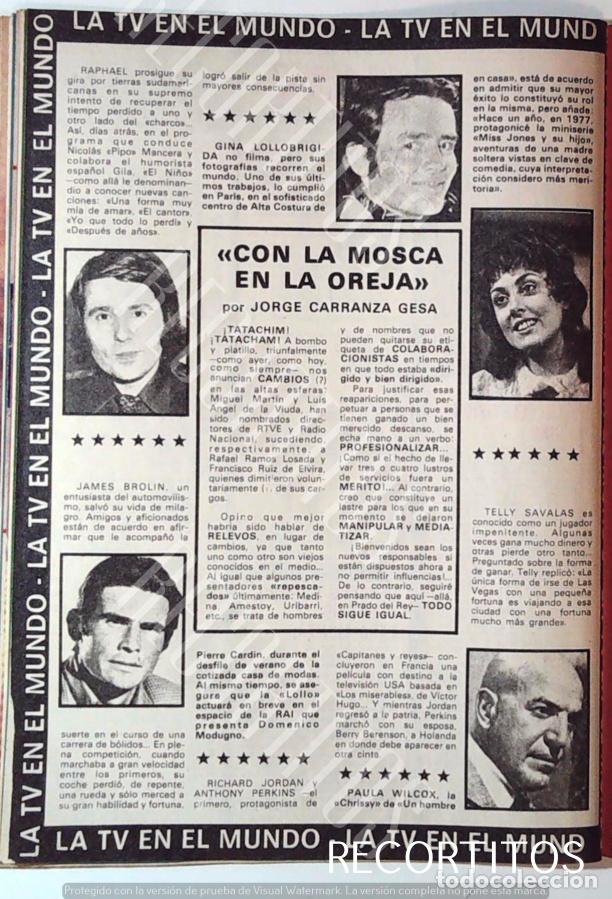 LA TV EN EL MUNDO - LA TV EN EL MUND
LA TV EN EL MUNDO - LA TV EN EL MUNDO - LA TV EN EL MUNDO - LA TV EN EL MUNDO
RAPHAEL prosigue su
gira por tierras sudameri-
canas en su supremo
intento de recuperar el
tiempo perdido a uno y
otro lado del «charco»...
Así, días atrás, en el pro-
grama que conduce
Nicolás «Pipo» Mancera y
colabora el humorista
español Gila, «El Niño»
—como allá le denominan—
dio a conocer nuevas can-
ciones: «Una forma muy
mía de amar», «El cantor»,
«Yo que todo lo perdí» y
«Después de años».
★ ★ ★ ★ ★ ★
JAMES BROLIN, un
entusiasta del automovilis-
mo, salvó su vida de mila-
gro. Amigos y aficionados
están de acuerdo en afir-
mar que le acompañó la
suerte en el curso de una
carrera de bólidos... En ple-
na competición, cuando
marchaba a gran velocidad
entre los primeros, su
coche perdió, de repente,
una rueda y sólo merced a
su gran habilidad y fortuna,
logró salir de la pista sin
mayores consecuencias.
★ ★ ★ ★ ★ ★
GINA LOLLOBRIGI-
DA no filma, pero sus
fotografías recorren el
mundo. Uno de sus últi-
mos trabajos, lo cumplió
en París, en el sofisticado
centro de Alta Costura de
Pierre Cardin, durante el
desfile de verano de la
cotizada casa de modas.
Al mismo tiempo, se ase-
gura que la «Lollo»
actuará en breve en el
espacio de la RAI que
presenta Domenico
Modugno.
★ ★ ★ ★ ★ ★
RICHARD JORDAN y
ANTHONY PERKINS —el
primero, protagonista de
«Capitanes y reyes»— con-
cluyeron en Francia una
película con destino a la
televisión USA basada en
«Los miserables», de Víctor
Hugo... Y mientras Jordan
regresó a la patria, Perkins
marchó con su esposa,
Berry Berenson, a Holanda
en donde debe aparecer en
otra cinta.
★ ★ ★ ★ ★ ★
PAULA WILCOX, la
«Chrissy» de «Un hombre
en casa», está de acuerdo
en admitir que su mayor
éxito lo constituyó su rol
en la misma, pero añade:
«Hace un año, en 1977,
protagonicé la miniserie
«Miss Jones y su hijo»,
aventuras de una madre
soltera vistas en clave de
comedia, cuya interpreta-
ción considero más meri-
toria».
★ ★ ★ ★ ★ ★
TELLY SAVALAS es
conocido como un jugador
impenitente. Algunas
veces gana mucho dinero y
otras pierde otro tanto...
Preguntado sobre la forma
de ganar, Telly replicó: «La
única forma de irse de Las
Vegas con una pequeña
fortuna es viajando a esa
ciudad con una fortuna
mucho más grande».
«CON LA MOSCA
EN LA OREJA»
por JORGE CARRANZA GESA
¡TATACHIM!
¡TATACHAM! A bombo
y platillo, triunfalmente
—como ayer, como hoy,
como siempre— nos
anuncian CAMBIOS (?)
en las altas esferas:
Miguel Martín y Luis
Angel de la Viuda, han
sido nombrados direc-
tores de RTVE y Radio
Nacional, sucediendo,
respectivamente, a
Rafael Ramos Losada y
Francisco Ruiz de Elvira,
quienes dimitieron volun-
tariamente (, de sus car-
gos.
Opino que mejor
habría sido hablar de
RELEVOS, en lugar de
cambios, ya que tanto
uno como otro son viejos
conocidos en el medio...
Al igual que algunos pre-
sentadores «repesca-
dos» últimamente: Medi-
na, Amestoy, Uribarri,
etc., se trata de hombres
y de nombres que no
pueden quitarse su eti-
queta de COLABORA-
CIONISTAS en tiempos
en que todo estaba «diri-
gido y bien dirigido».
Para justificar esas
reapariciones, para per-
petuar a personas que se
tienen ganado un bien
merecido descanso, se
echa mano a un verbo:
PROFESIONALIZAR...
¡Como si el hecho de lle-
var tres o cuatro lustros
de servicios fuera un
MERITO!... Al contrario,
creo que constituye un
lastre para los que en su
momento se dejaron
MANIPULAR y MEDIA-
TIZAR.
¡Bienvenidos sean los
nuevos responsables si
están dispuestos ahora a
no permitir influencias!...
De lo contrario, seguiré
pensando que aquí —allá,
en Prado del Rey— TODO
SIGUE IGUAL.
LA TV EN EL MUNDO - LA TV EN EL MUND
RECORTITOS
todocoleccion
Protegido con la versión de prueba de Visual Watermark. La versión completa no pone esta marca.